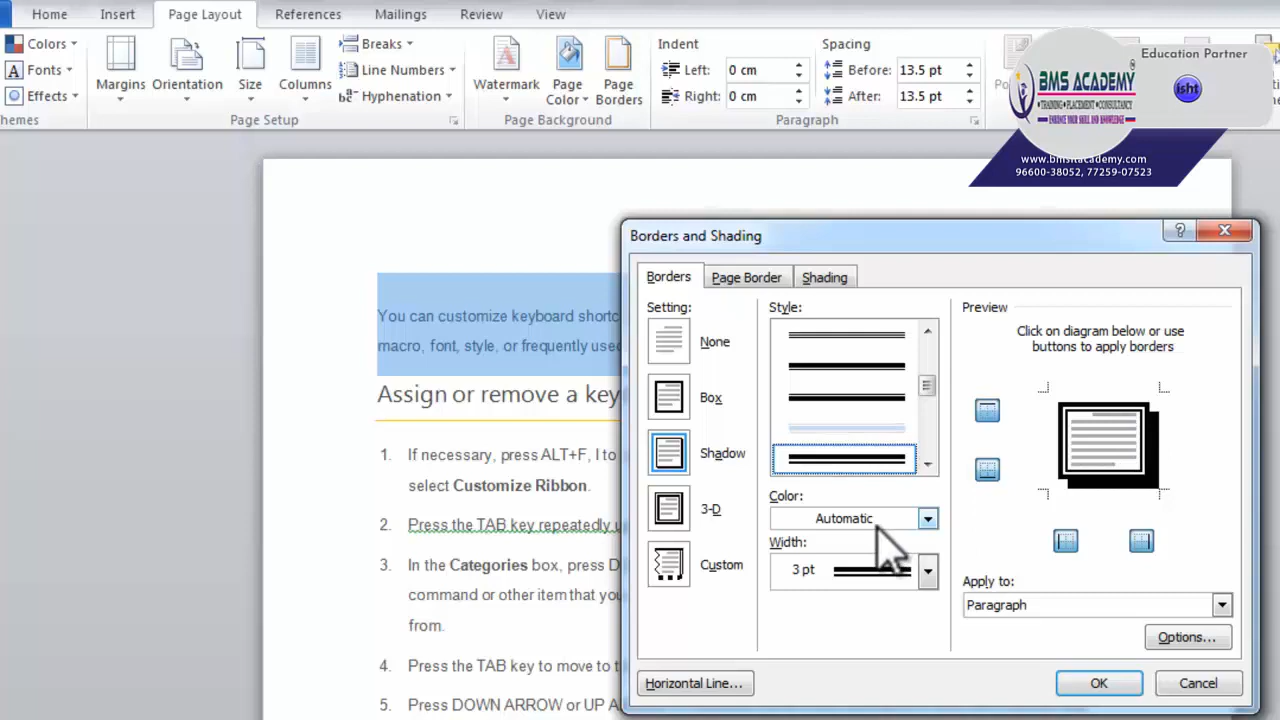 Home Insert Page Layout References Mailings Review View
Education Partner
BMS ACADEMY
isht
www.bmsitacademy.com
96600-38052, 77259-07523
Colors
Fonts
Effects
hemes
Margins Orientation Size Columns
Breaks
Line Numbers
Hyphenation
Page Setup
Watermark Page Color Page Borders
Page Background
Indent
Left: 0 cm
Right: 0 cm
Spacing
Before: 13.5 pt
After: 13.5 pt
Paragraph
You can customize keyboard shortc
macro, font, style, or frequently used
Assign or remove a key
1. If necessary, press ALT+F, I to
select Customize Ribbon.
2. Press the TAB key repeatedly u
3. In the Categories box, press D
command or other item that you
from.
4. Press the TAB key to move to t
5. Press DOWN ARROW or UP A
Borders and Shading
Borders Page Border Shading
Setting:
None
Box
Shadow
3-D
Custom
Style:
Color:
Automatic
Width:
3 pt
Preview
Click on diagram below or use
buttons to apply borders
Apply to:
Paragraph
Options...
Horizontal Line...
OK Cancel